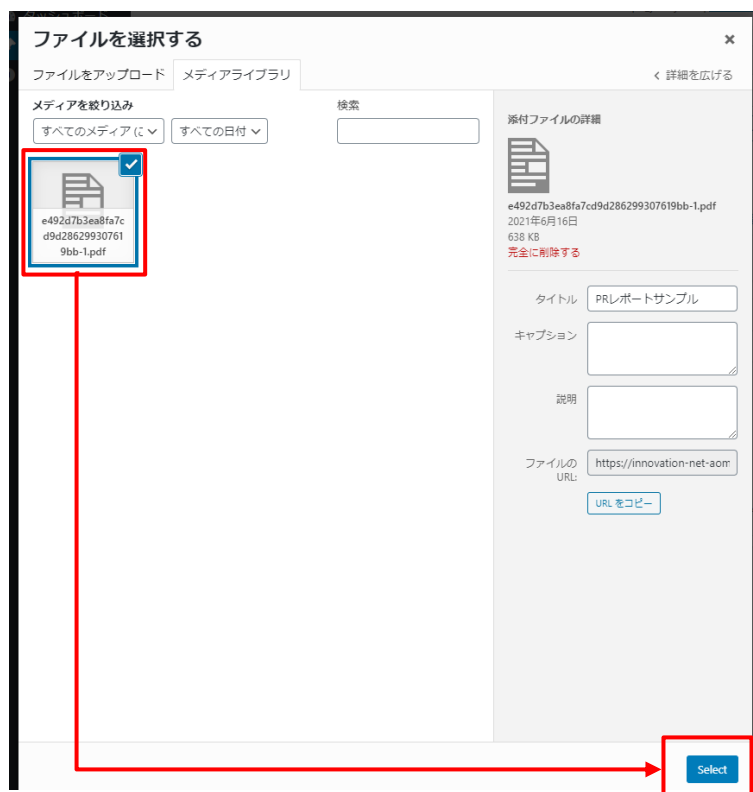 ファイルを選択する
ファイルをアップロード
メディアライブラリ
詳細を広げる
メディアを絞り込み
検索
すべてのメディア (こ
すべての日付
e492d7b3ea8fa7c
d9d28629930761
9bb-1.pdf
添付ファイルの詳細
e492d7b3ea8fa7cd9d286299307619bb-1.pdf
2021年6月16日
638 KB
完全に削除する
タイトル
PRレポートサンプル
キャプション
説明
ファイルの
URL:
https://innovation-net-aom
URL をコピー
Select